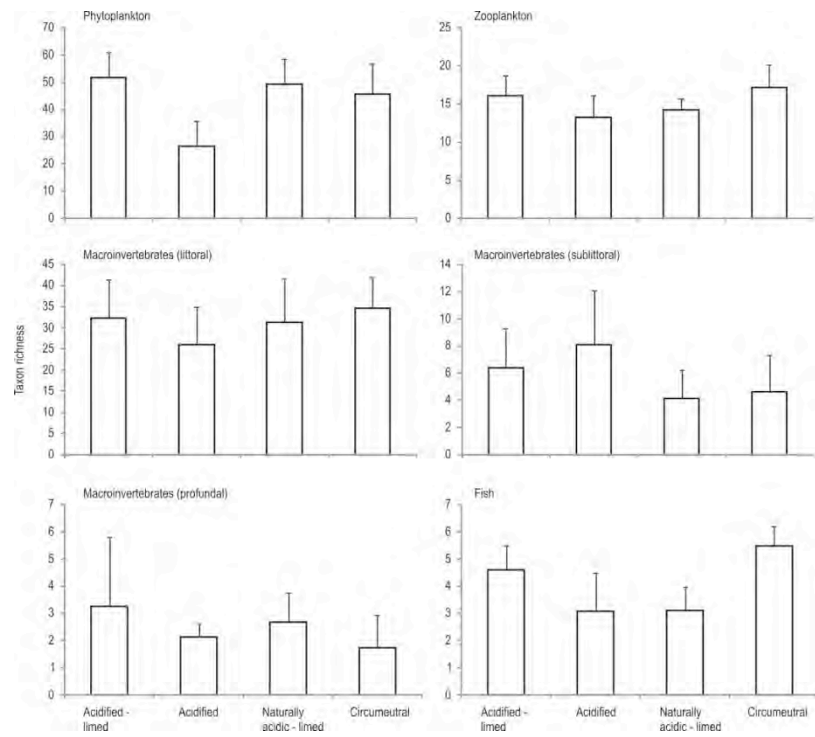 Phytoplankton
60
50
40
30
20
10
0
Zooplankton
25
20
15
10
5
0
Macroinvertebrates (littoral)
45
40
35
30
25
20
15
10
5
0
Macroinvertebrates (sublittoral)
14
12
10
8
6
4
2
0
Taxon richness
Macroinvertebrates (profundal)
7
6
5
4
3
2
1
0
Acidified -
limed
Acidified
Naturally
acidic - limed
Circumeutral
Fish
7
6
5
4
3
2
1
0
Acidified -
limed
Acidified
Naturally
acidic - limed
Circumeutral